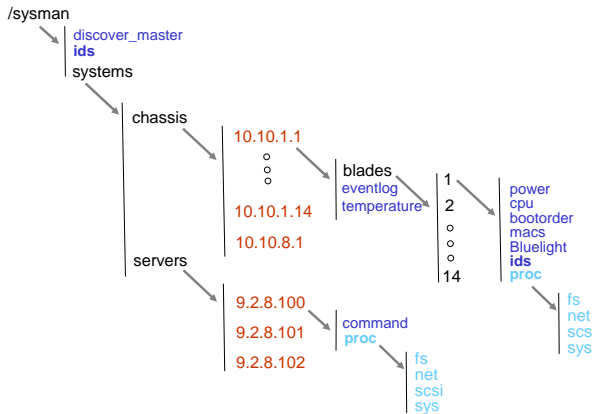 /sysman
discover_master
ids
systems
chassis
10.10.1.1
10.10.1.14
10.10.8.1
blades
eventlog
temperature
1
2
14
power
cpu
bootorder
macs
Bluelight
ids
proc
fs
net
scs
sys
servers
9.2.8.100
9.2.8.101
9.2.8.102
command
proc
fs
net
scsi
sys